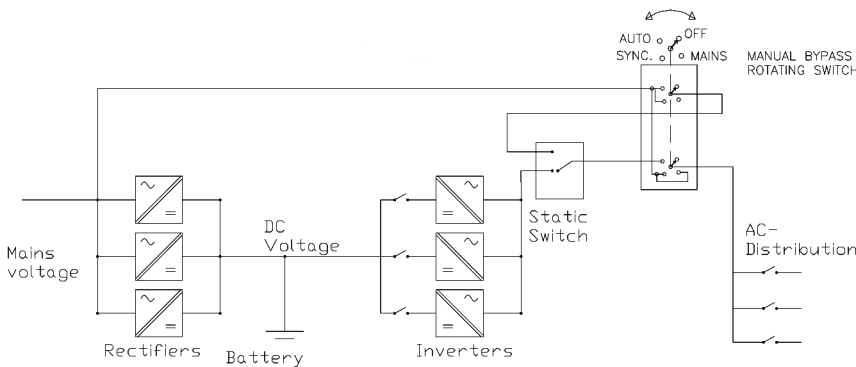 AUTO OFF
SYNC. MAINS
MANUAL BYPASS
ROTATING SWITCH
Mains
voltage
Rectifiers
DC
Voltage
Battery
Inverters
Static
Switch
AC-
Distribution